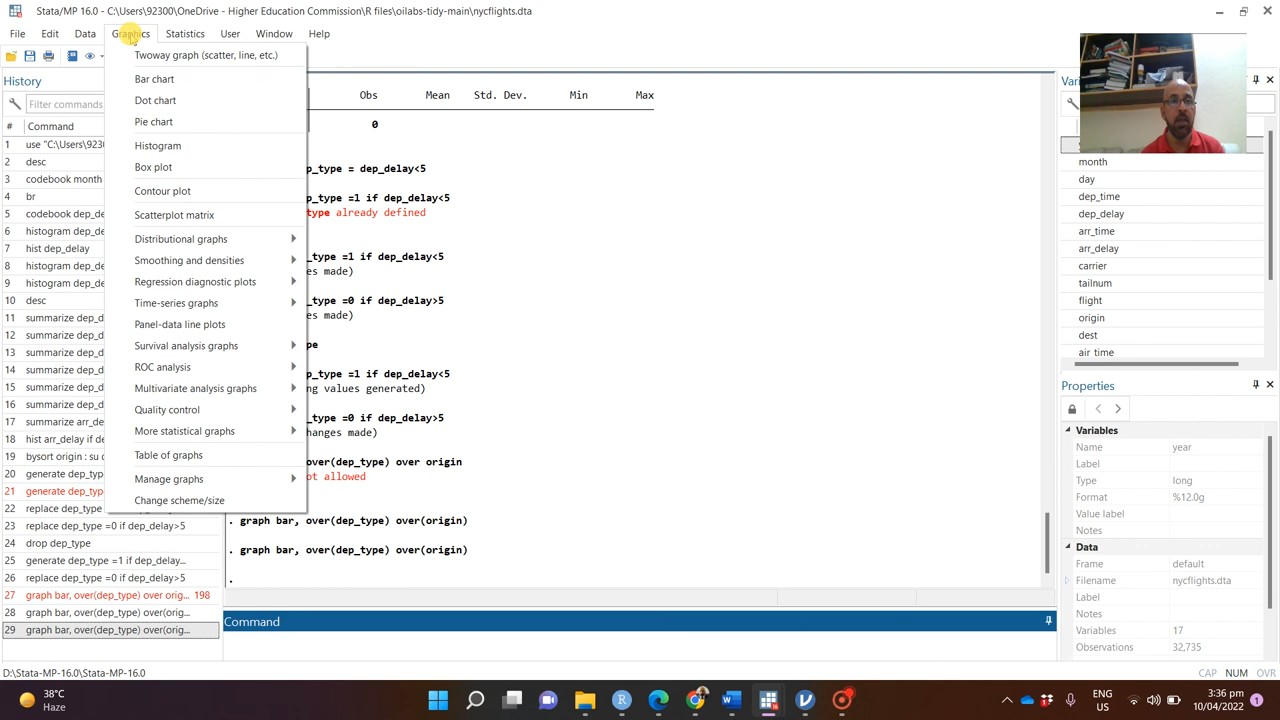 Stata/MP 16.0 - C:\Users\92300\OneDrive - Higher Education Commission\R files\oilabs-tidy-main\nycflights.dta
File Edit Data Graphics Statistics User Window Help
History
Filter commands
# Command
1 use "C:\Users\9230
2 desc
3 codebook month
4 br
5 codebook dep_de
6 histogram dep_de
7 hist dep_delay
8 histogram dep_de
9 histogram dep_de
10 desc
11 summarize dep_d
12 summarize dep_d
13 summarize dep_d
14 summarize dep_d
15 summarize dep_d
16 summarize dep_d
17 summarize arr_de
18 hist arr_delay if de
19 bysort origin : su d
20 generate dep_typ
21 generate dep_typ
22 replace dep_type =0 if dep_delay>5
23 replace dep_type =0 if dep_delay>5
24 drop dep_type
25 generate dep_type =1 if dep_delay...
26 replace dep_type =0 if dep_delay>5
27 graph bar, over(dep_type) over(orig... 198
28 graph bar, over(dep_type) over(orig...
29 graph bar, over(dep_type) over(orig...
Twoway graph (scatter, line, etc.)
Bar chart
Dot chart
Pie chart
Histogram
Box plot
Contour plot
Scatterplot matrix
Distributional graphs
Smoothing and densities
Regression diagnostic plots
Time-series graphs
Panel-data line plots
Survival analysis graphs
ROC analysis
Multivariate analysis graphs
Quality control
More statistical graphs
Table of graphs
Manage graphs
Change scheme/size
Obs Mean Std. Dev. Min Max
0
p_type = dep_delay<5
p_type =1 if dep_delay<5
type already defined
p_type =1 if dep_delay<5
es made)
p_type =0 if dep_delay>5
es made)
pe
p_type =1 if dep_delay<5
ng values generated)
p_type =0 if dep_delay>5
changes made)
over(dep_type) over origin
ot allowed
. graph bar, over(dep_type) over(origin)
. graph bar, over(dep_type) over(origin)
.
Command
Var
month
day
dep_time
dep_delay
arr_time
arr_delay
carrier
tailnum
flight
origin
dest
air time
Properties
Variables
Name year
Label
Type long
Format %12.0g
Value label
Notes
Data
Frame default
Filename nycflights.dta
Label
Notes
Variables 17
Observations 32,735
D:\Stata-MP-16.0\Stata-MP-16.0
CAP NUM OVR
38°C
Haze
ENG
US
3:36 pm
10/04/2022
1